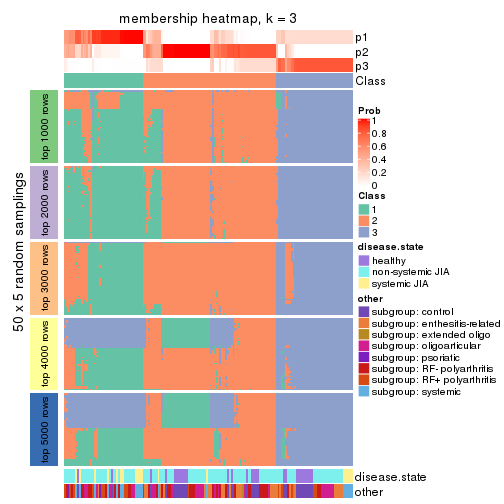 membership heatmap, k = 3
p1
p2
p3
Class
50 x 5 random samplings
top 1000 rows
top 2000 rows
top 3000 rows
top 4000 rows
top 5000 rows
Prob
1
0.8
0.6
0.4
0.2
0
Class
1
2
3
disease.state
healthy
non-systemic JIA
systemic JIA
other
subgroup: control
subgroup: enthesitis-related
subgroup: extended oligo
subgroup: oligoarticular
subgroup: psoriatic
subgroup: RF- polyarthritis
subgroup: RF+ polyarthritis
subgroup: systemic
disease.state
other